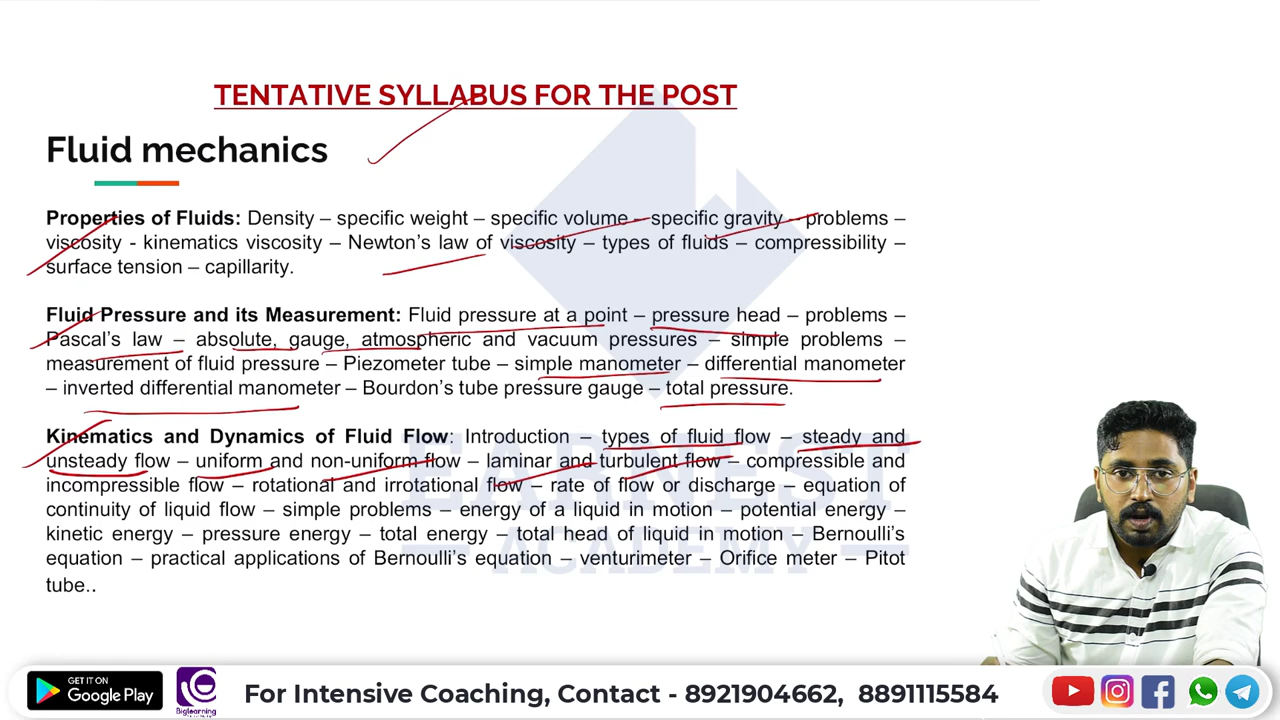 TENTATIVE SYLLABUS FOR THE POST
Fluid mechanics
Properties of Fluids: Density – specific weight – specific volume – specific gravity – problems –
viscosity - kinematics viscosity – Newton's law of viscosity – types of fluids – compressibility –
surface tension – capillarity.
Fluid Pressure and its Measurement: Fluid pressure at a point – pressure head – problems –
Pascal's law – absolute, gauge, atmospheric and vacuum pressures – simple problems –
measurement of fluid pressure – Piezometer tube – simple manometer – differential manometer
– inverted differential manometer – Bourdon's tube pressure gauge – total pressure.
Kinematics and Dynamics of Fluid Flow: Introduction – types of fluid flow – steady and
unsteady flow – uniform and non-uniform flow – laminar and turbulent flow – compressible and
incompressible flow – rotational and irrotational flow – rate of flow or discharge – equation of
continuity of liquid flow – simple problems – energy of a liquid in motion – potential energy –
kinetic energy – pressure energy – total energy – total head of liquid in motion – Bernoulli's
equation – practical applications of Bernoulli's equation – venturimeter – Orifice meter – Pitot
tube..
EARNEST
ACADEMY
GET IT ON
Google Play
Biglearning
For Intensive Coaching, Contact - 8921904662, 8891115584